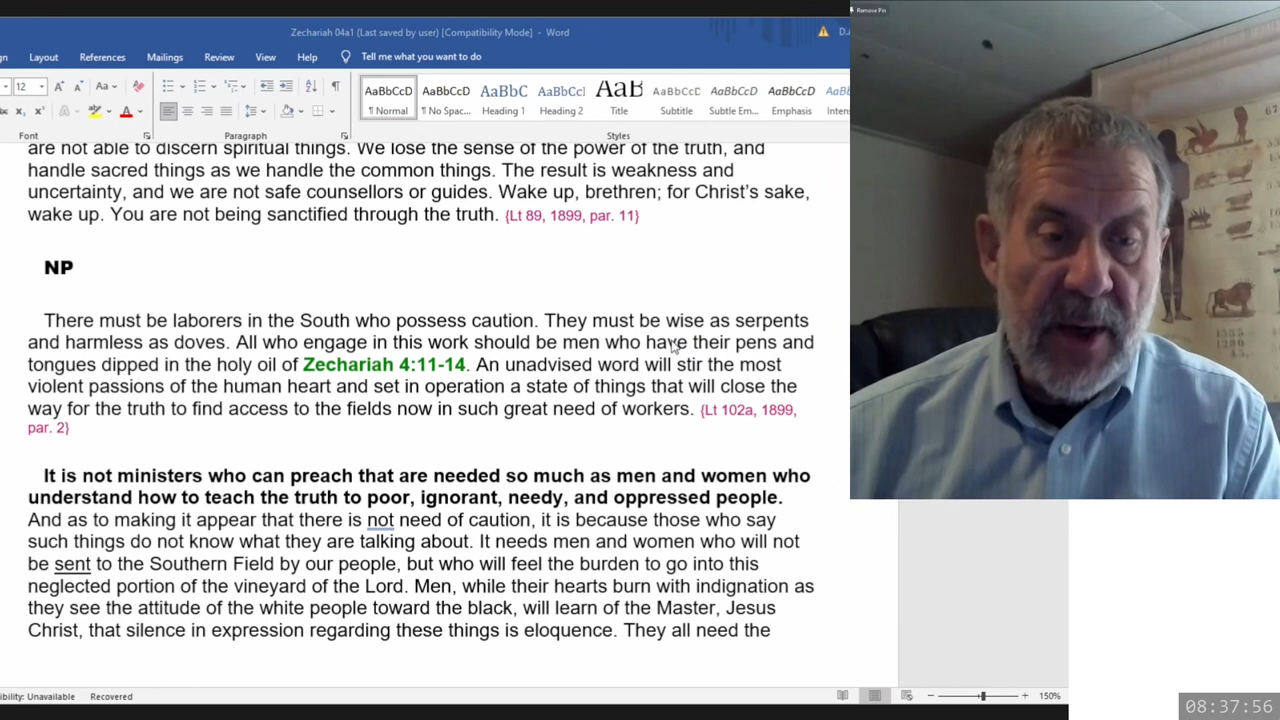 Remove Pin
Zechariah 04a1 (Last saved by user) [Compatibility Mode] - Word
D.
gn Layout References Mailings Review View Help Tell me what you want to do
12 Aa
AaBbCcD AaBbCcD AaBbC AaBbCc AaB AaBbCcD AaBbCcD AaBbCcD AaBb
¶ Normal ¶ No Spac... Heading 1 Heading 2 Title Subtitle Subtle Em... Emphasis Inten
Font Paragraph Styles
are not able to discern spiritual things. We lose the sense of the power of the truth, and
handle sacred things as we handle the common things. The result is weakness and
uncertainty, and we are not safe counsellors or guides. Wake up, brethren; for Christ's sake,
wake up. You are not being sanctified through the truth. {Lt 89, 1899, par. 11}
NP
There must be laborers in the South who possess caution. They must be wise as serpents
and harmless as doves. All who engage in this work should be men who have their pens and
tongues dipped in the holy oil of Zechariah 4:11-14. An unadvised word will stir the most
violent passions of the human heart and set in operation a state of things that will close the
way for the truth to find access to the fields now in such great need of workers. {Lt 102a, 1899,
par. 2}
It is not ministers who can preach that are needed so much as men and women who
understand how to teach the truth to poor, ignorant, needy, and oppressed people.
And as to making it appear that there is not need of caution, it is because those who say
such things do not know what they are talking about. It needs men and women who will not
be sent to the Southern Field by our people, but who will feel the burden to go into this
neglected portion of the vineyard of the Lord. Men, while their hearts burn with indignation as
they see the attitude of the white people toward the black, will learn of the Master, Jesus
Christ, that silence in expression regarding these things is eloquence. They all need the
ibility: Unavailable Recovered
150%
08:37:56